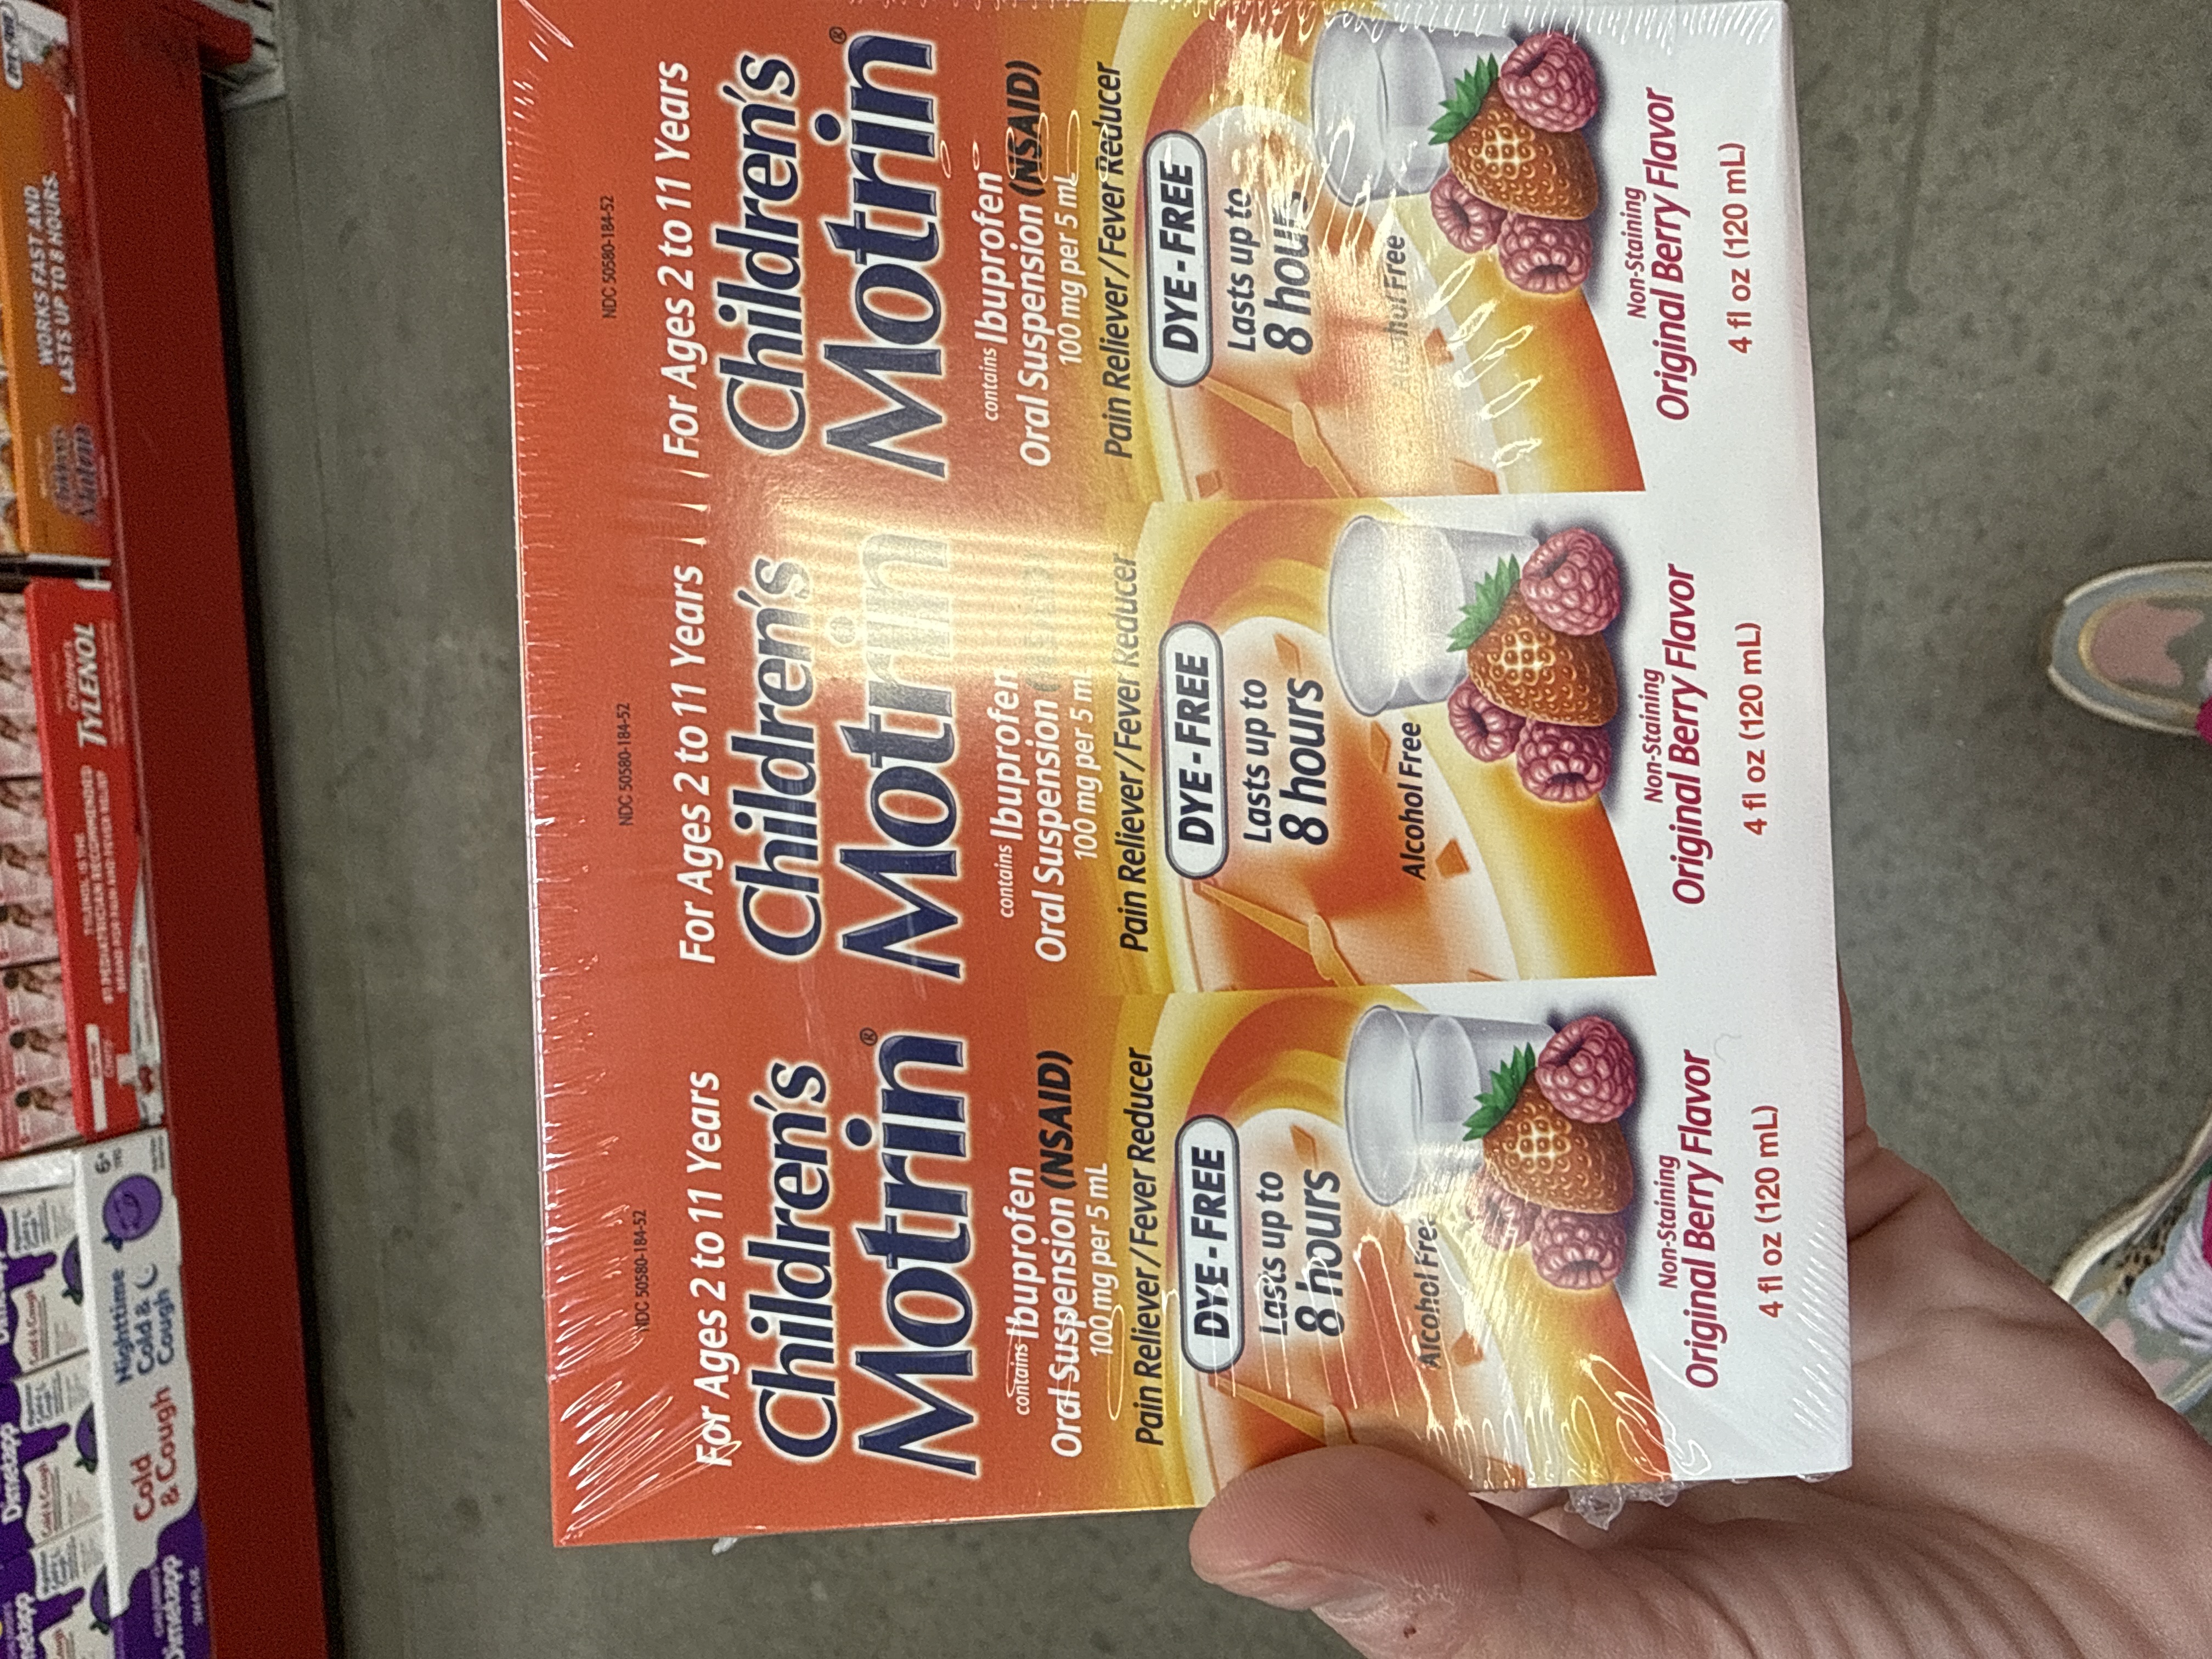 NDC 50580-184-52
For Ages 2 to 11 Years
Children's
Motrin®
contains Ibuprofen
Oral Suspension (NSAID)
100 mg per 5 mL
Pain Reliever / Fever Reducer
DYE-FREE
Lasts up to
8 hours
Alcohol Free
Non-Staining
Original Berry Flavor
4 fl oz (120 mL)
NDC 50580-184-52
For Ages 2 to 11 Years
Children's
Motrin
contains Ibuprofen
Oral Suspension
100 mg per 5 mL
Pain Reliever / Fever Reducer
DYE-FREE
Lasts up to
8 hours
Alcohol Free
Non-Staining
Original Berry Flavor
4 fl oz (120 mL)
NDC 50580-184-52
For Ages 2 to 11 Years
Children's
Motrin®
contains Ibuprofen
Oral Suspension (NSAID)
100 mg per 5 mL
Pain Reliever / Fever Reducer
DYE-FREE
Lasts up to
8 hours
Alcohol Free
Non-Staining
Original Berry Flavor
4 fl oz (120 mL)
Dimetapp
Cold
& Cough
Nighttime
Cold &
Cough
6+
Children's
TYLENOL
WORKS FAST AND
LASTS UP TO 8 HOURS.
Children's
Motrin